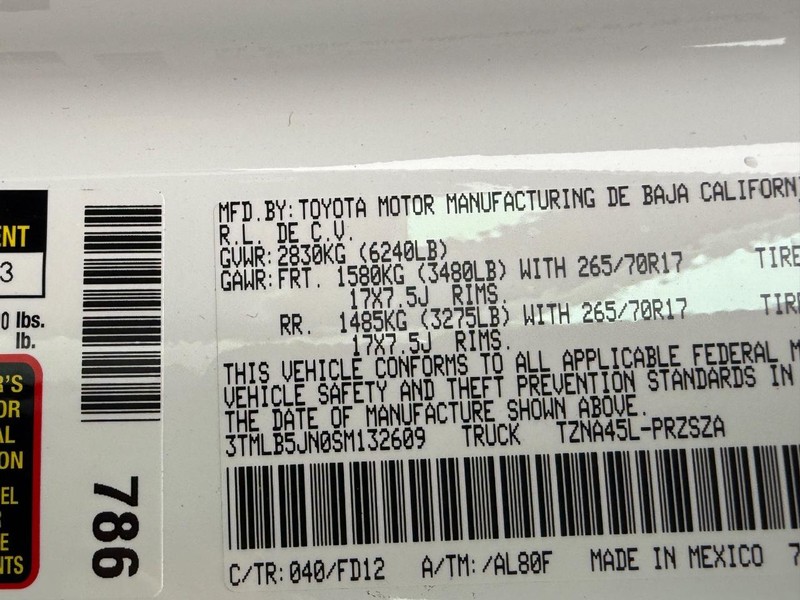 MFD.BY: TOYOTA MOTOR MANUFACTURING DE BAJA CALIFORN
R.L. DE C.V.
GVWR: 2830KG (6240LB)
GAWR: FRT. 1580KG (3480LB) WITH 265/70R17 TIRE
17X7.5J RIMS.
RR. 1485KG (3275LB) WITH 265/70R17 TIR
17X7.5J RIMS.
THIS VEHICLE CONFORMS TO ALL APPLICABLE FEDERAL M
VEHICLE SAFETY AND THEFT PREVENTION STANDARDS IN
THE DATE OF MANUFACTURE SHOWN ABOVE.
3TMLB5JN0SM132609 TRUCK TZNA45L-PRZSZA
C/TR: 040/FD12 A/TM: /AL80F MADE IN MEXICO 7
786
ENT
3
0 lbs.
lb.
R'S
OR
AL
ON
EL
E
NTS